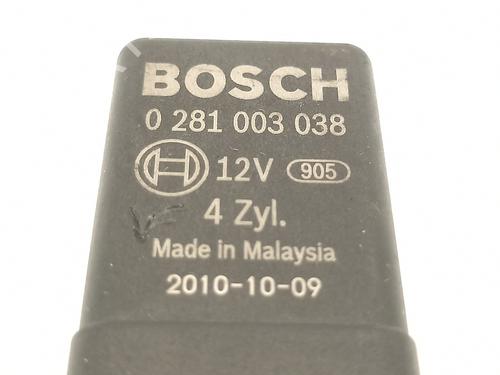 BOSCH
0 281 003 038
12V 905
4 Zyl.
Made in Malaysia
2010-10-09